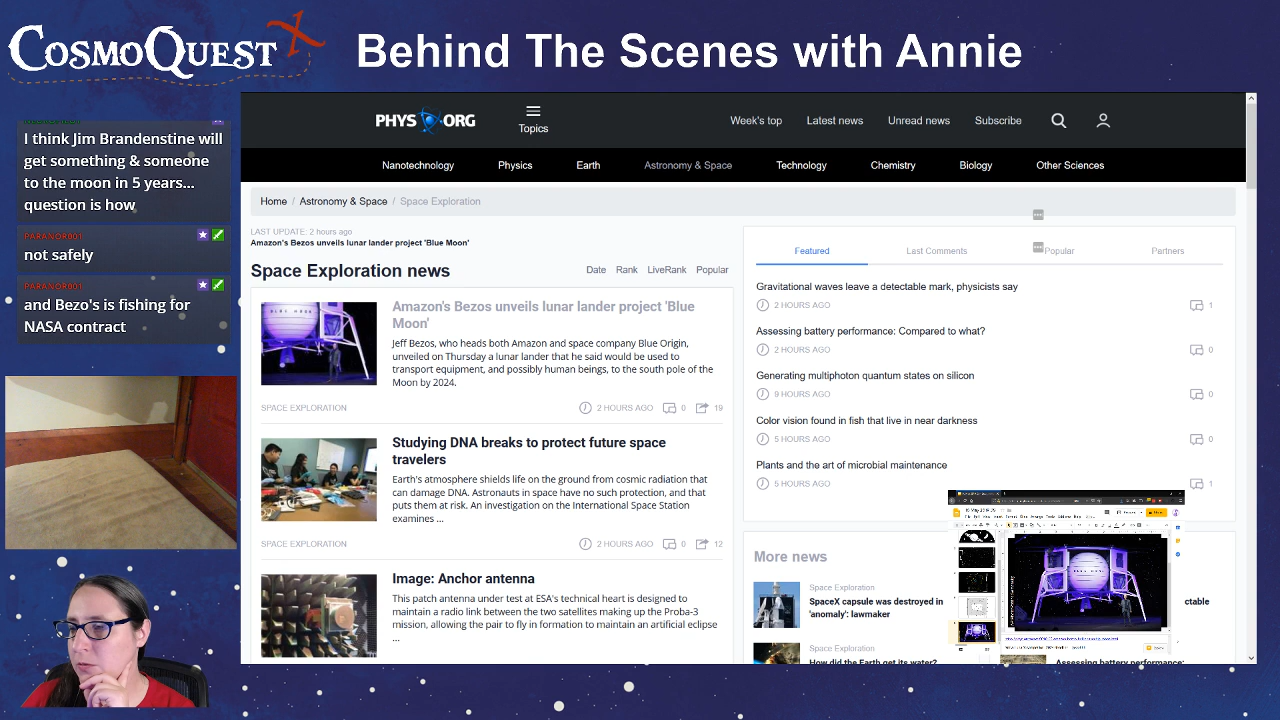 COSMOQUEST X
Behind The Scenes with Annie
I think Jim Brandenstine will
get something & someone
to the moon in 5 years...
question is how
PARANOR001
not safely
PARANOR001
and Bezo's is fishing for
NASA contract
PHYS ORG
Topics
Week's top
Latest news
Unread news
Subscribe
Nanotechnology
Physics
Earth
Astronomy & Space
Technology
Chemistry
Biology
Other Sciences
Home / Astronomy & Space / Space Exploration
LAST UPDATE: 2 hours ago
Amazon's Bezos unveils lunar lander project 'Blue Moon'
Space Exploration news
Date
Rank
LiveRank
Popular
BLUE MOON
Amazon's Bezos unveils lunar lander project 'Blue
Moon'
Jeff Bezos, who heads both Amazon and space company Blue Origin,
unveiled on Thursday a lunar lander that he said would be used to
transport equipment, and possibly human beings, to the south pole of the
Moon by 2024.
SPACE EXPLORATION
2 HOURS AGO
0
19
Studying DNA breaks to protect future space
travelers
Earth's atmosphere shields life on the ground from cosmic radiation that
can damage DNA. Astronauts in space have no such protection, and that
puts them at risk. An investigation on the International Space Station
examines ...
SPACE EXPLORATION
2 HOURS AGO
0
12
Image: Anchor antenna
This patch antenna under test at ESA's technical heart is designed to
maintain a radio link between the two satellites making up the Proba-3
mission, allowing the pair to fly in formation to maintain an artificial eclipse
...
Featured
Last Comments
Popular
Partners
Gravitational waves leave a detectable mark, physicists say
2 HOURS AGO
1
Assessing battery performance: Compared to what?
2 HOURS AGO
0
Generating multiphoton quantum states on silicon
9 HOURS AGO
0
Color vision found in fish that live in near darkness
5 HOURS AGO
0
Plants and the art of microbial maintenance
5 HOURS AGO
1
More news
Space Exploration
SpaceX capsule was destroyed in
'anomaly': lawmaker
Space Exploration
How did the Earth get its water?
ctable
Assessing battery performance: